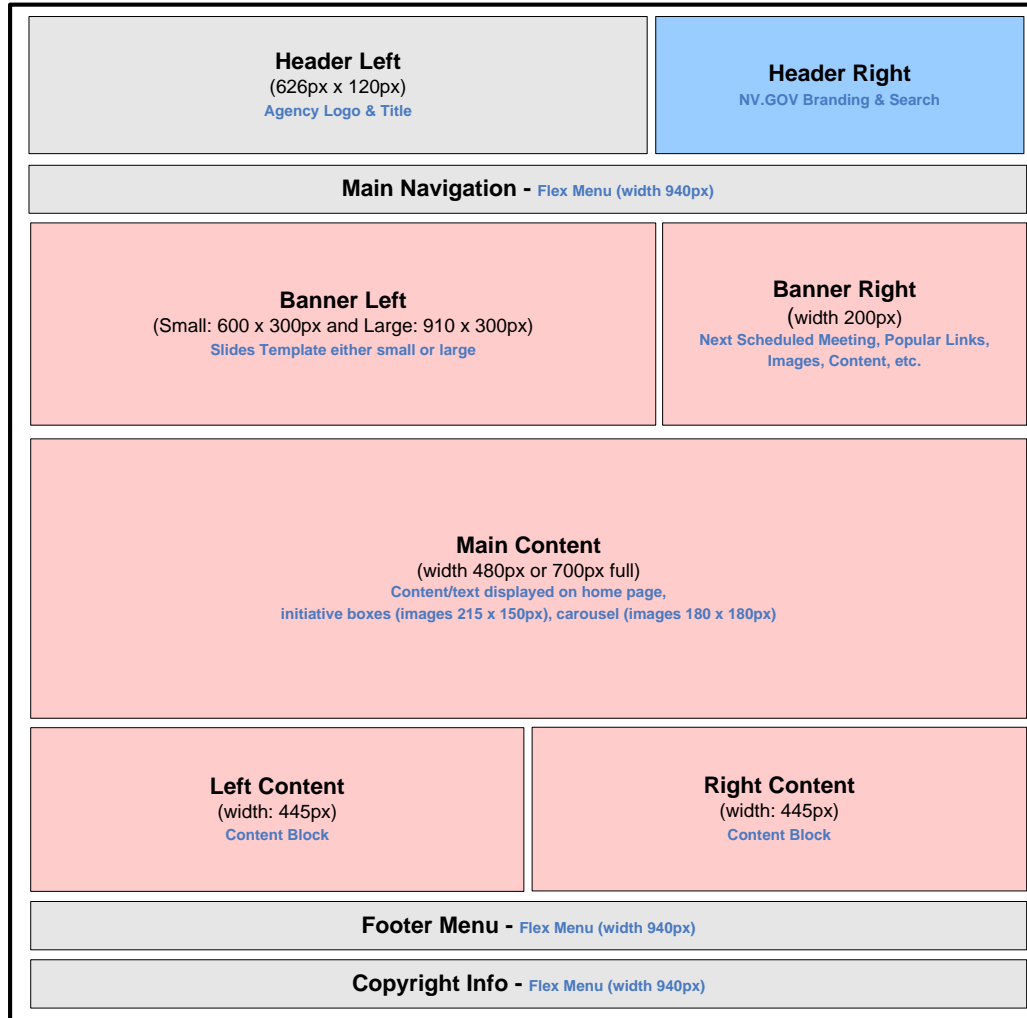 Header Left
(626px x 120px)
Agency Logo & Title
Header Right
NV.GOV Branding & Search
Main Navigation - Flex Menu (width 940px)
Banner Left
(Small: 600 x 300px and Large: 910 x 300px)
Slides Template either small or large
Banner Right
(width 200px)
Next Scheduled Meeting, Popular Links,
Images, Content, etc.
Main Content
(width 480px or 700px full)
Content/text displayed on home page,
initiative boxes (images 215 x 150px), carousel (images 180 x 180px)
Left Content
(width: 445px)
Content Block
Right Content
(width: 445px)
Content Block
Footer Menu - Flex Menu (width 940px)
Copyright Info - Flex Menu (width 940px)